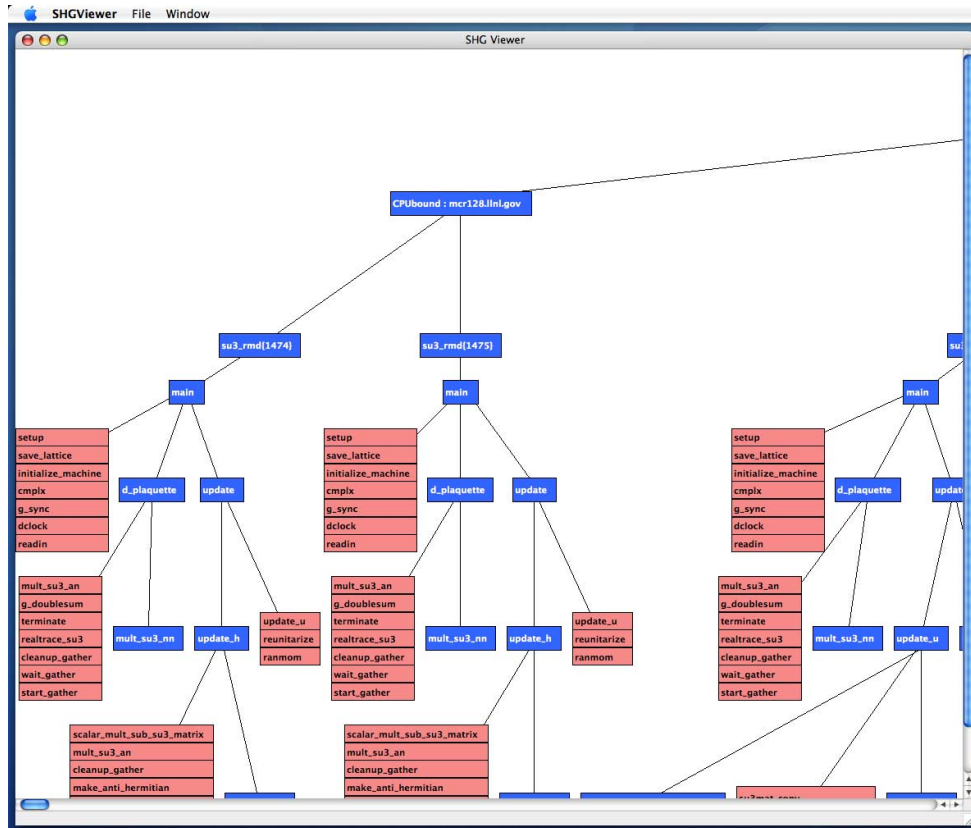 SHGViewer File Window
SHG Viewer
CPUbound : mcr128.llnl.gov
su3_rmd{1474}
su3_rmd{1475}
main
main
main
setup
save_lattice
initialize_machine
cmplx
g_sync
dclock
readin
d_plaquette
update
setup
save_lattice
initialize_machine
cmplx
g_sync
dclock
readin
d_plaquette
update
setup
save_lattice
initialize_machine
cmplx
g_sync
dclock
readin
d_plaquette
mult_su3_an
g_doublesum
terminate
realtrace_su3
cleanup_gather
wait_gather
start_gather
mult_su3_nn
update_h
update_u
reunitarize
ranmom
mult_su3_an
g_doublesum
terminate
realtrace_su3
cleanup_gather
wait_gather
start_gather
mult_su3_nn
update_h
update_u
reunitarize
ranmom
mult_su3_an
g_doublesum
terminate
realtrace_su3
cleanup_gather
wait_gather
start_gather
mult_su3_nn
update_u
scalar_mult_sub_su3_matrix
mult_su3_an
cleanup_gather
make_anti_hermitian
scalar_mult_sub_su3_matrix
mult_su3_an
cleanup_gather
make_anti_hermitian